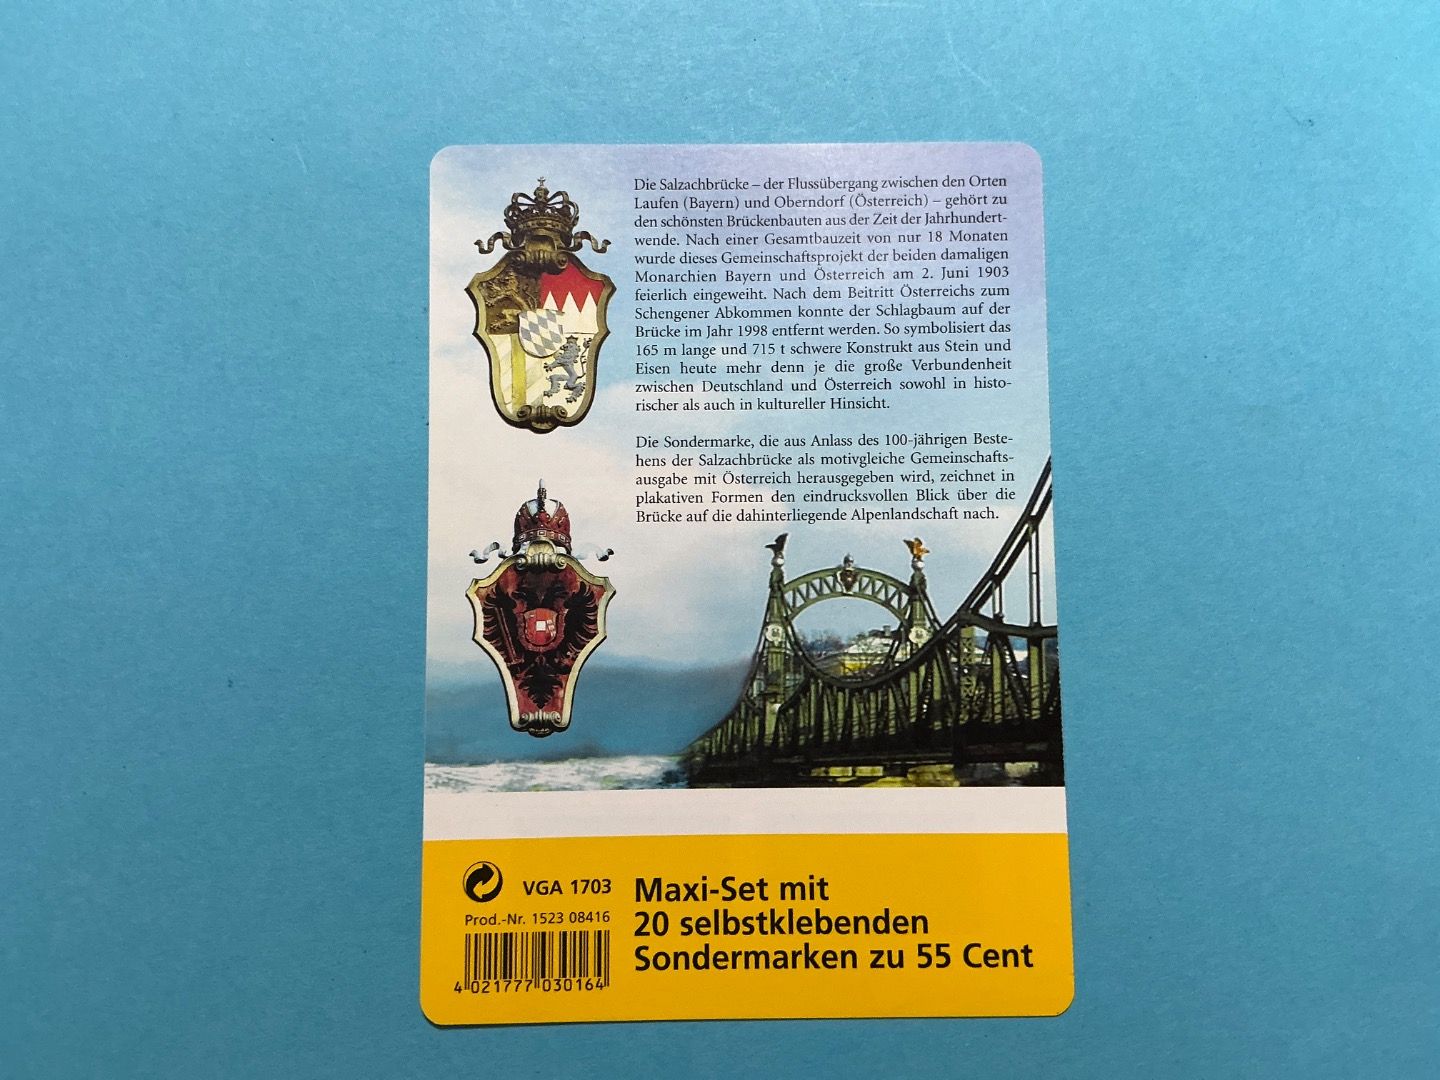 Die Salzachbrücke – der Flussübergang zwischen den Orten
Laufen (Bayern) und Oberndorf (Österreich) – gehört zu
den schönsten Brückenbauten aus der Zeit der Jahrhundert-
wende. Nach einer Gesamtbauzeit von nur 18 Monaten
wurde dieses Gemeinschaftsprojekt der beiden damaligen
Monarchien Bayern und Österreich am 2. Juni 1903
feierlich eingeweiht. Nach dem Beitritt Österreichs zum
Schengener Abkommen konnte der Schlagbaum auf der
Brücke im Jahr 1998 entfernt werden. So symbolisiert das
165 m lange und 715 t schwere Konstrukt aus Stein und
Eisen heute mehr denn je die große Verbundenheit
zwischen Deutschland und Österreich sowohl in histo-
rischer als auch in kultureller Hinsicht.
Die Sondermarke, die aus Anlass des 100-jährigen Beste-
hens der Salzachbrücke als motivgleiche Gemeinschafts-
ausgabe mit Österreich herausgegeben wird, zeichnet in
plakativen Formen den eindrucksvollen Blick über die
Brücke auf die dahinterliegende Alpenlandschaft nach.
VGA 1703
Prod.-Nr. 1523 08416
4 021777 030164
Maxi-Set mit
20 selbstklebenden
Sondermarken zu 55 Cent